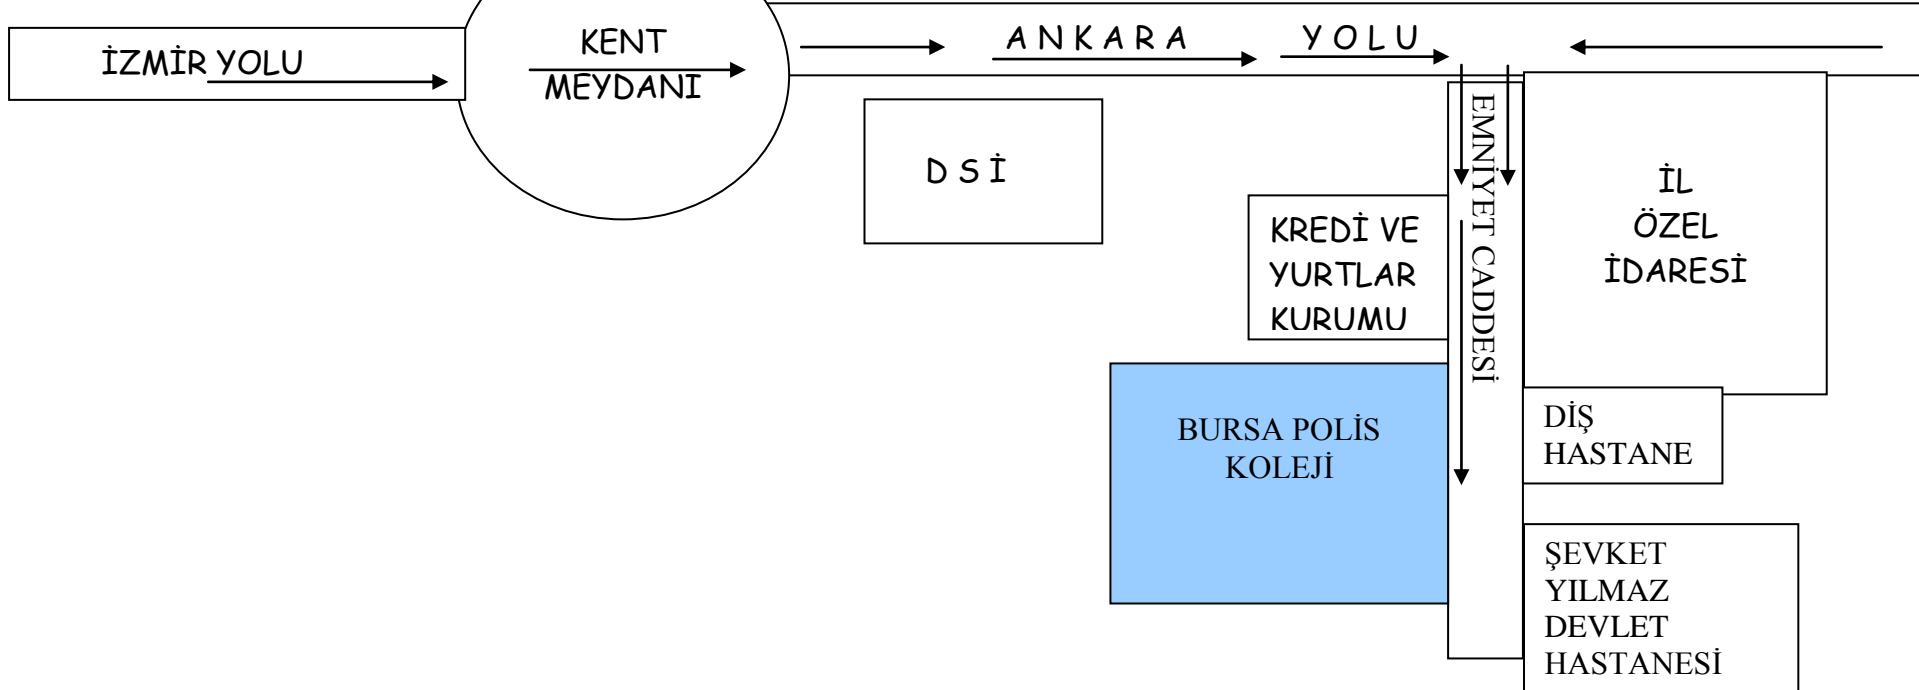 İZMİR YOLU
KENT
MEYDANI
A N K A R A Y O L U
D S İ
KREDİ VE
YURTLAR
KURUMU
EMNİYET CADDESİ
İL
ÖZEL
İDARESİ
BURSA POLİS
KOLEJİ
DİŞ
HASTANE
ŞEVKET
YILMAZ
DEVLET
HASTANESİ